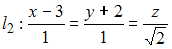 l₂ : (x − 3)/1 = (y + 2)/1 = z/√2